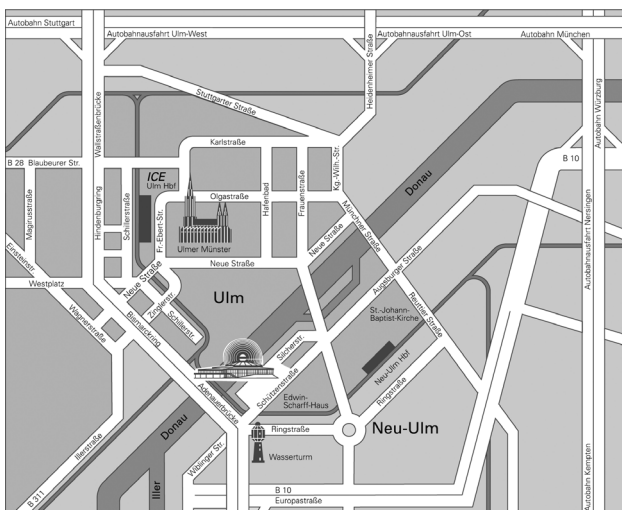 Autobahn Stuttgart
Autobahnausfahrt Ulm-West
Autobahnausfahrt Ulm-Ost
Autobahn München
Heidenheimer Straße
Autobahn Würzburg
Wallstraßenbrücke
Stuttgarter Straße
Karlstraße
Kg.-Wilh.-Str.
B 28 Blaubeurer Str.
B 10
ICE
Ulm Hbf
Donau
Magirusstraße
Hindenburgring
Schillerstraße
Fr.-Ebert-Str.
Olgastraße
Hafenbad
Frauenstraße
Münchner Straße
Neue Straße
Ulmer Münster
Neue Straße
Einsteinstr.
Westplatz
Neue Straße
Augsburger Straße
Autobahnausfahrt Nersingen
Zinglerstr.
Ulm
Wagnerstraße
Bismarckring
Schillerstr.
St.-Johann-
Baptist-Kirche
Reuttier Straße
Silcherstr.
Neu-Ulm Hbf
Adenauerbrücke
Schützenstraße
Edwin-
Scharff-Haus
Ringstraße
Illerstraße
Donau
Ringstraße
Neu-Ulm
Wiblinger Str.
Wasserturm
Iller
B 311
B 10
Europastraße
Autobahn Kempten